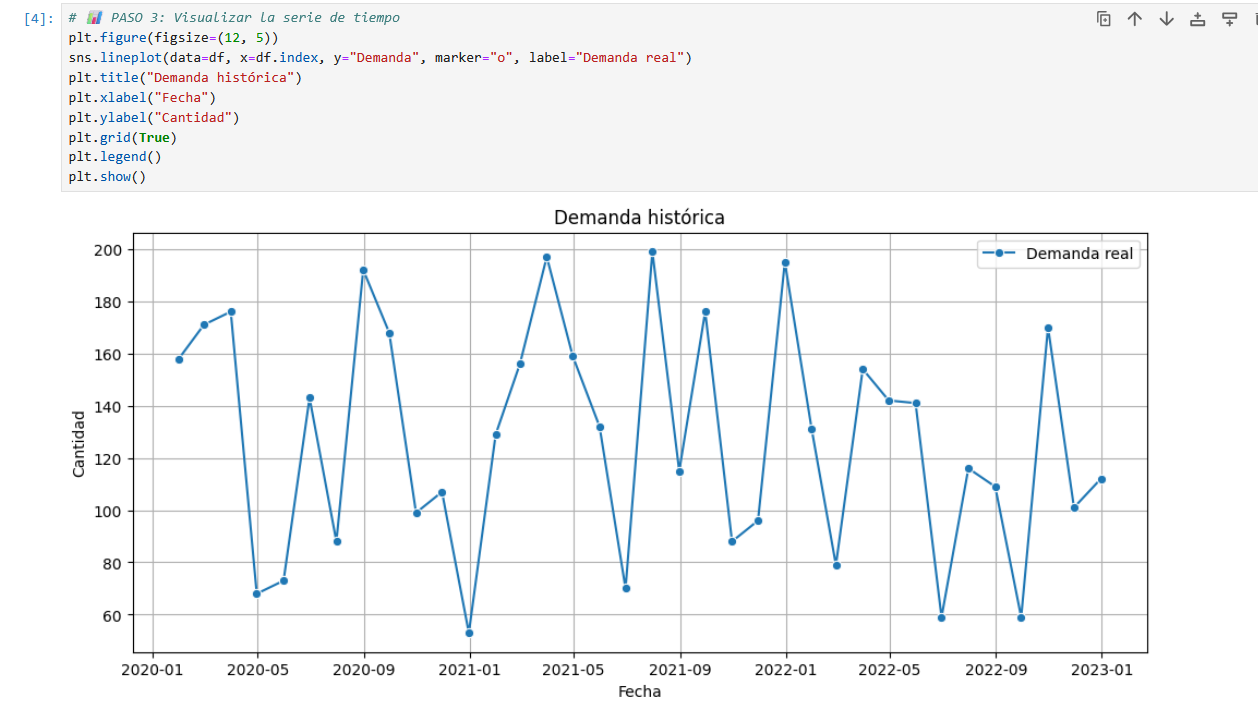 [4]: # 📊 PASO 3: Visualizar la serie de tiempo
plt.figure(figsize=(12, 5))
sns.lineplot(data=df, x=df.index, y="Demanda", marker="o", label="Demanda real")
plt.title("Demanda histórica")
plt.xlabel("Fecha")
plt.ylabel("Cantidad")
plt.grid(True)
plt.legend()
plt.show()
Demanda histórica
Demanda real
200
180
160
140
120
100
80
60
Cantidad
2020-01 2020-05 2020-09 2021-01 2021-05 2021-09 2022-01 2022-05 2022-09 2023-01
Fecha